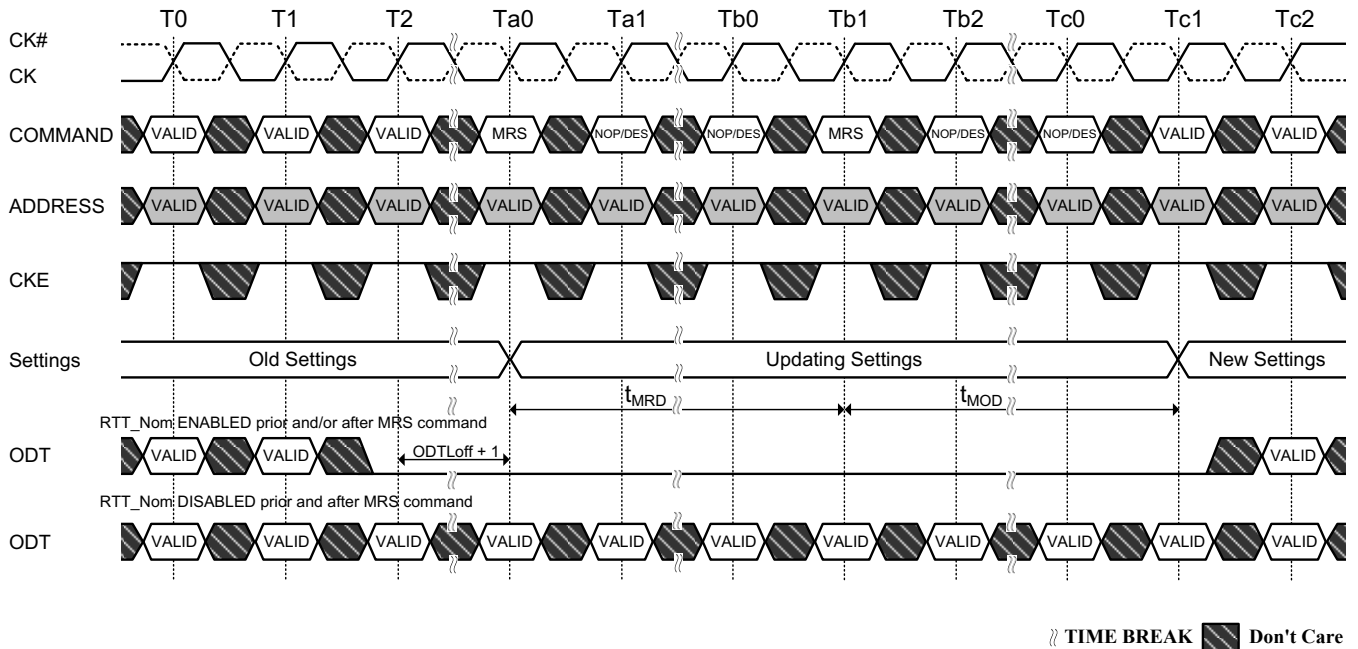 T0 T1 T2 Ta0 Ta1 Tb0 Tb1 Tb2 Tc0 Tc1 Tc2
CK#
CK
COMMAND VALID VALID VALID MRS NOP/DES NOP/DES MRS NOP/DES NOP/DES VALID VALID
ADDRESS VALID VALID VALID VALID VALID VALID VALID VALID VALID VALID VALID
CKE
Settings Old Settings Updating Settings New Settings
tMRD tMOD
RTT_Nom ENABLED prior and/or after MRS command
ODT VALID VALID ODTLoff + 1 VALID
RTT_Nom DISABLED prior and after MRS command
ODT VALID VALID VALID VALID VALID VALID VALID VALID VALID VALID VALID
TIME BREAK Don't Care